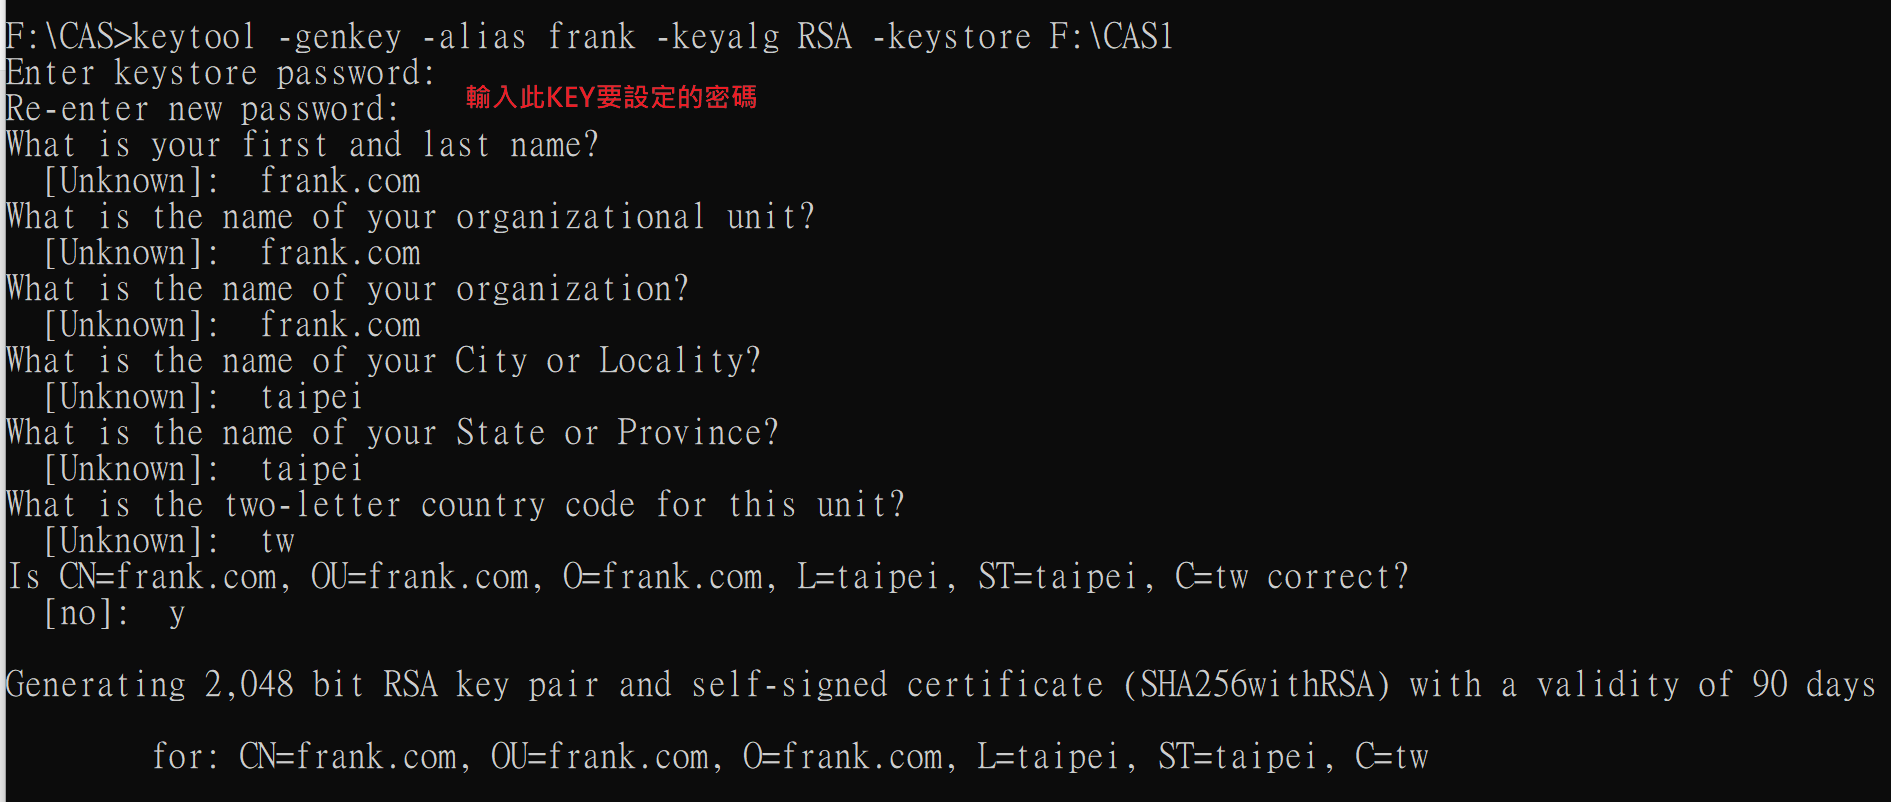 F:\CAS>keytool -genkey -alias frank -keyalg RSA -keystore F:\CAS1
Enter keystore password:
輸入此KEY要設定的密碼
Re-enter new password:
What is your first and last name?
  [Unknown]:  frank.com
What is the name of your organizational unit?
  [Unknown]:  frank.com
What is the name of your organization?
  [Unknown]:  frank.com
What is the name of your City or Locality?
  [Unknown]:  taipei
What is the name of your State or Province?
  [Unknown]:  taipei
What is the two-letter country code for this unit?
  [Unknown]:  tw
Is CN=frank.com, OU=frank.com, O=frank.com, L=taipei, ST=taipei, C=tw correct?
  [no]:  y
Generating 2,048 bit RSA key pair and self-signed certificate (SHA256withRSA) with a validity of 90 days
        for: CN=frank.com, OU=frank.com, O=frank.com, L=taipei, ST=taipei, C=tw